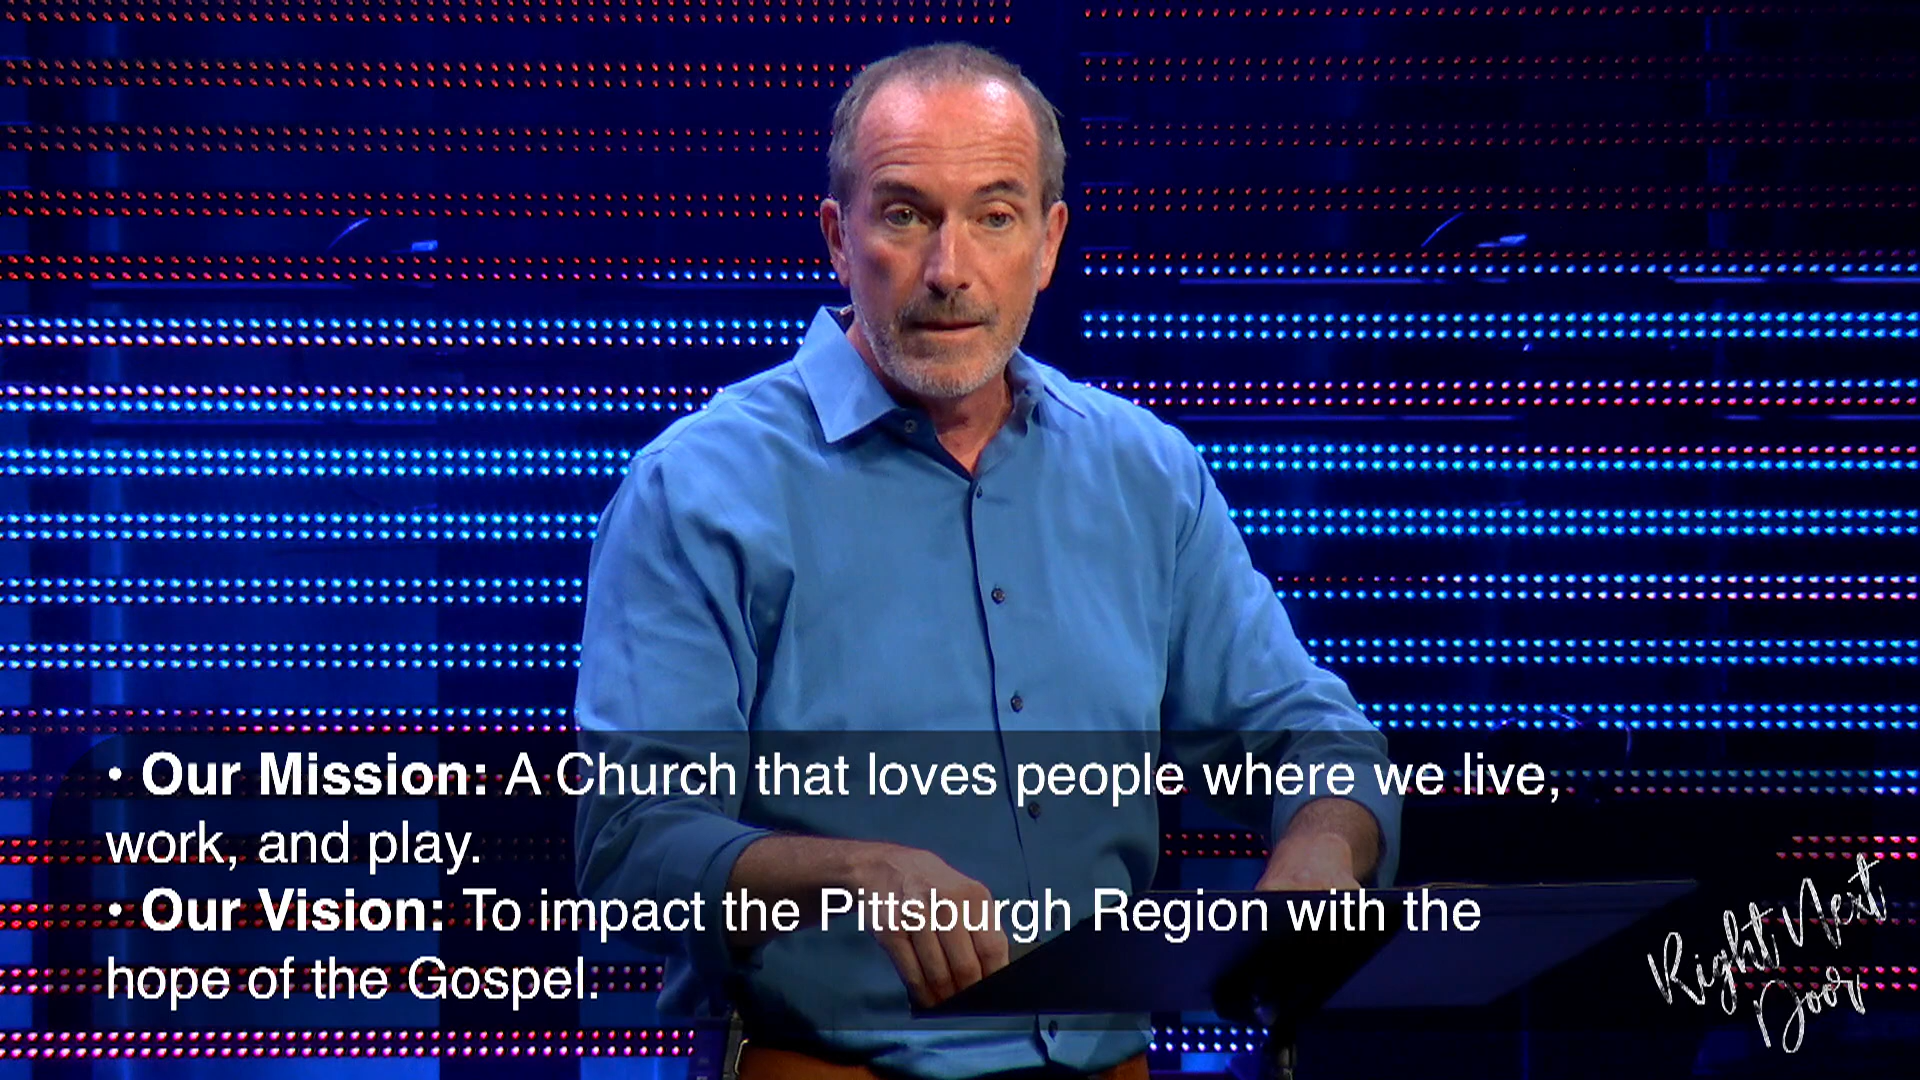 • Our Mission: A Church that loves people where we live,
work, and play.
• Our Vision: To impact the Pittsburgh Region with the
hope of the Gospel.
Right Next
Door